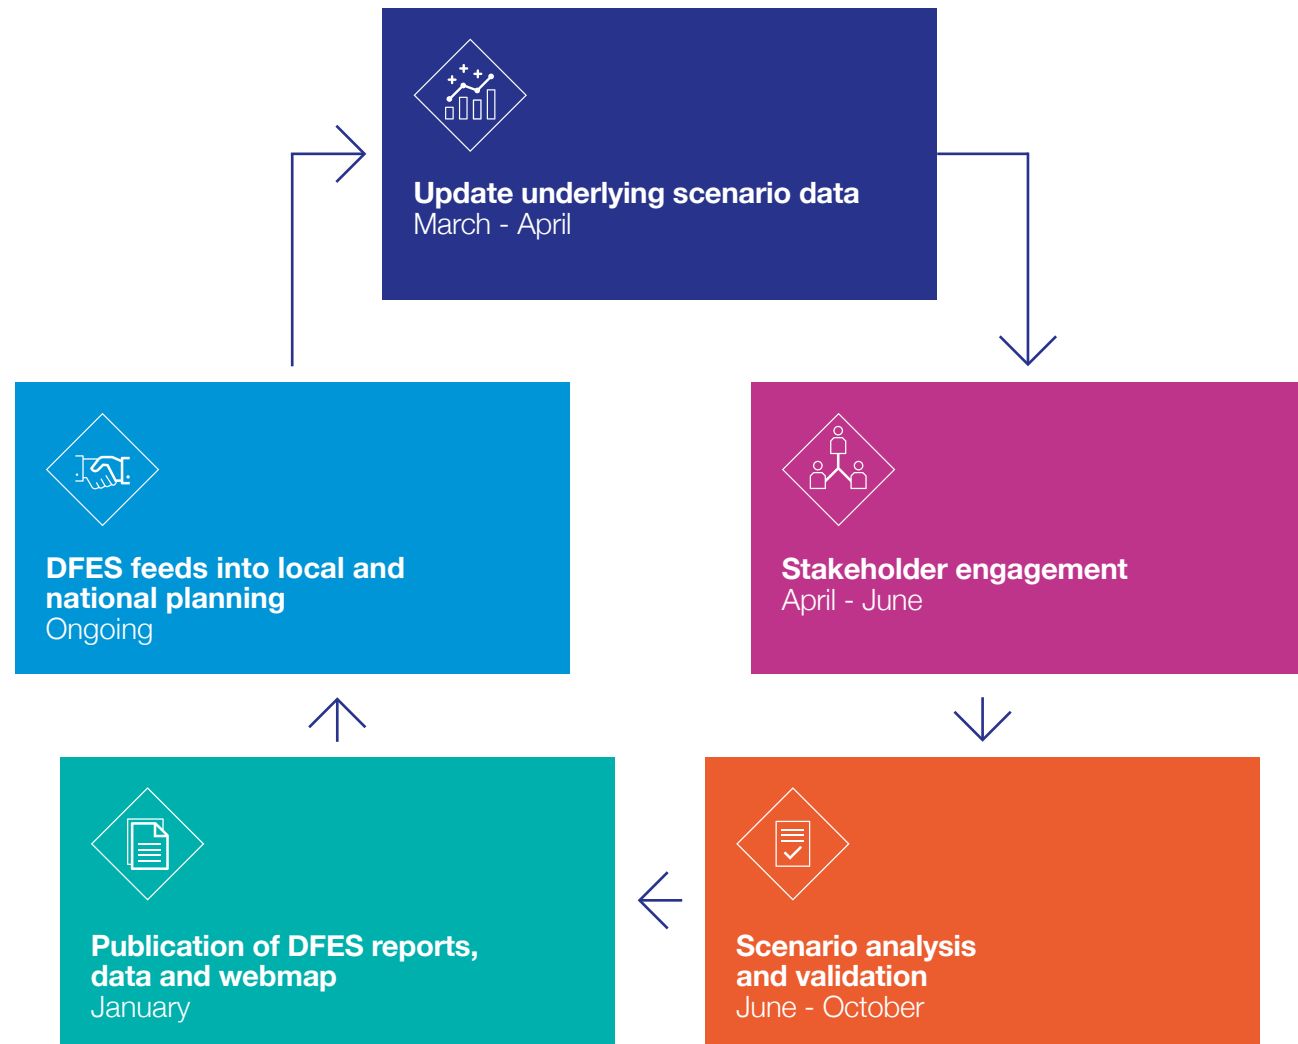 Update underlying scenario data
March - April
Stakeholder engagement
April - June
Scenario analysis
and validation
June - October
Publication of DFES reports,
data and webmap
January
DFES feeds into local and
national planning
Ongoing